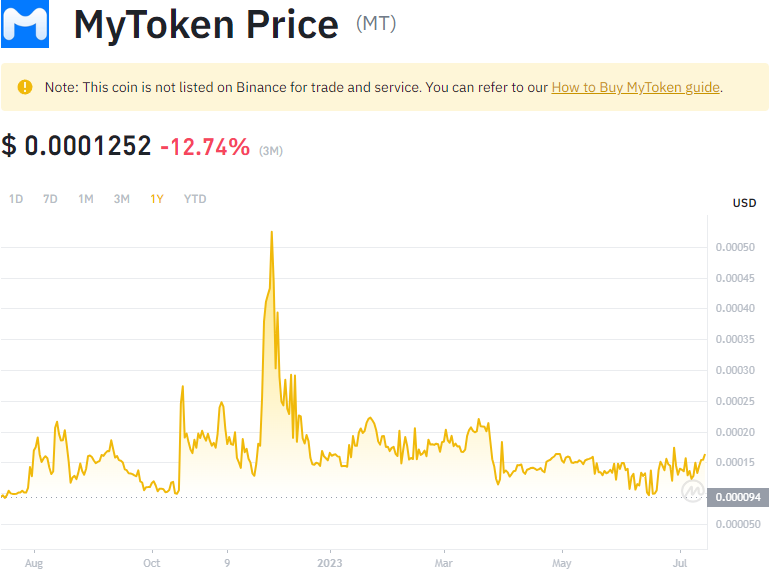 MyToken Price (MT)
Note: This coin is not listed on Binance for trade and service. You can refer to our How to Buy MyToken guide.
$ 0.0001252 -12.74% (3M)
1D 7D 1M 3M 1Y YTD
USD
0.00050
0.00045
0.00040
0.00035
0.00030
0.00025
0.00020
0.00015
0.000094
0.000050
Aug Oct 9 2023 Mar May Jul